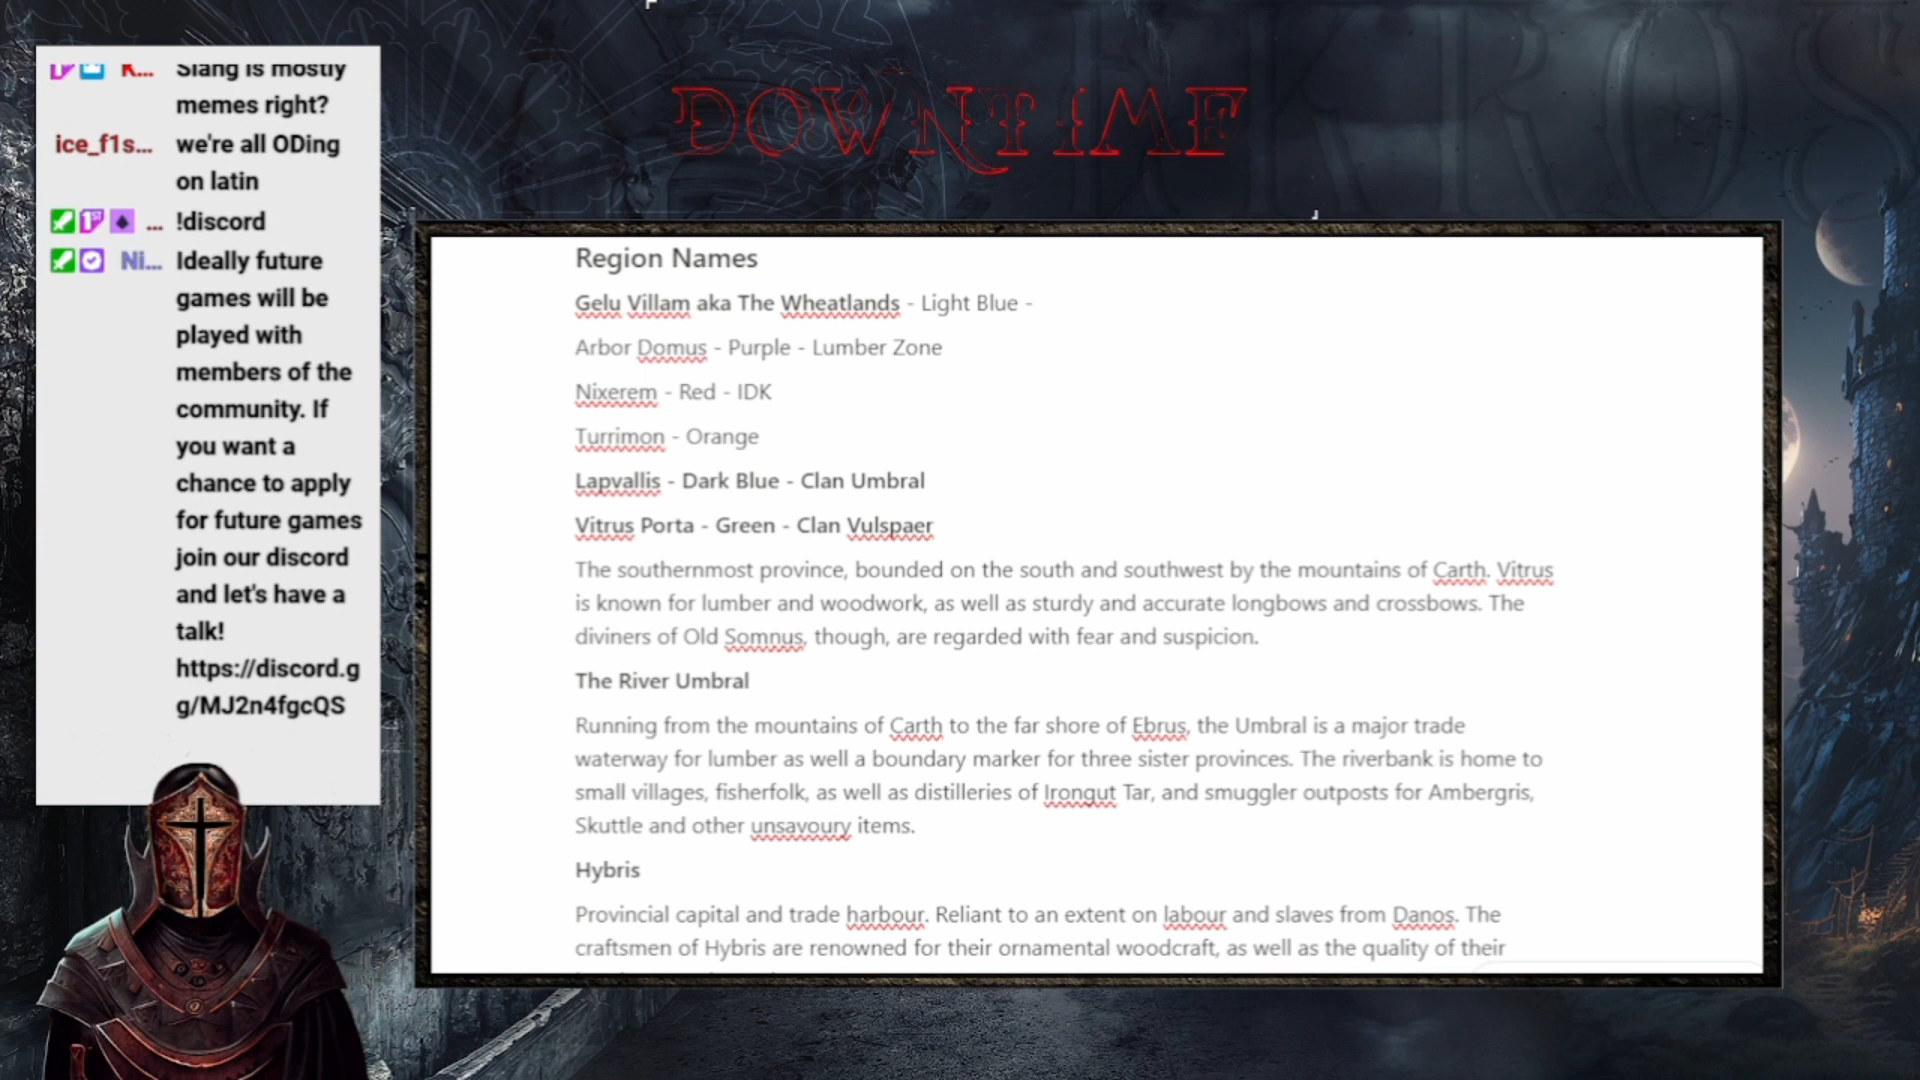 K... Slang is mostly
memes right?
ice_f1s... we're all ODing
on latin
... !discord
Ni... Ideally future
games will be
played with
members of the
community. If
you want a
chance to apply
for future games
join our discord
and let's have a
talk!
https://discord.g
g/MJ2n4fgcQS
DOWNTIME
Region Names
Gelu Villam aka The Wheatlands - Light Blue -
Arbor Domus - Purple - Lumber Zone
Nixerem - Red - IDK
Turrimon - Orange
Lapvallis - Dark Blue - Clan Umbral
Vitrus Porta - Green - Clan Vulspaer
The southernmost province, bounded on the south and southwest by the mountains of Carth. Vitrus
is known for lumber and woodwork, as well as sturdy and accurate longbows and crossbows. The
diviners of Old Somnus, though, are regarded with fear and suspicion.
The River Umbral
Running from the mountains of Carth to the far shore of Ebrus, the Umbral is a major trade
waterway for lumber as well a boundary marker for three sister provinces. The riverbank is home to
small villages, fisherfolk, as well as distilleries of Irongut Tar, and smuggler outposts for Ambergris,
Skuttle and other unsavoury items.
Hybris
Provincial capital and trade harbour. Reliant to an extent on labour and slaves from Danos. The
craftsmen of Hybris are renowned for their ornamental woodcraft, as well as the quality of their